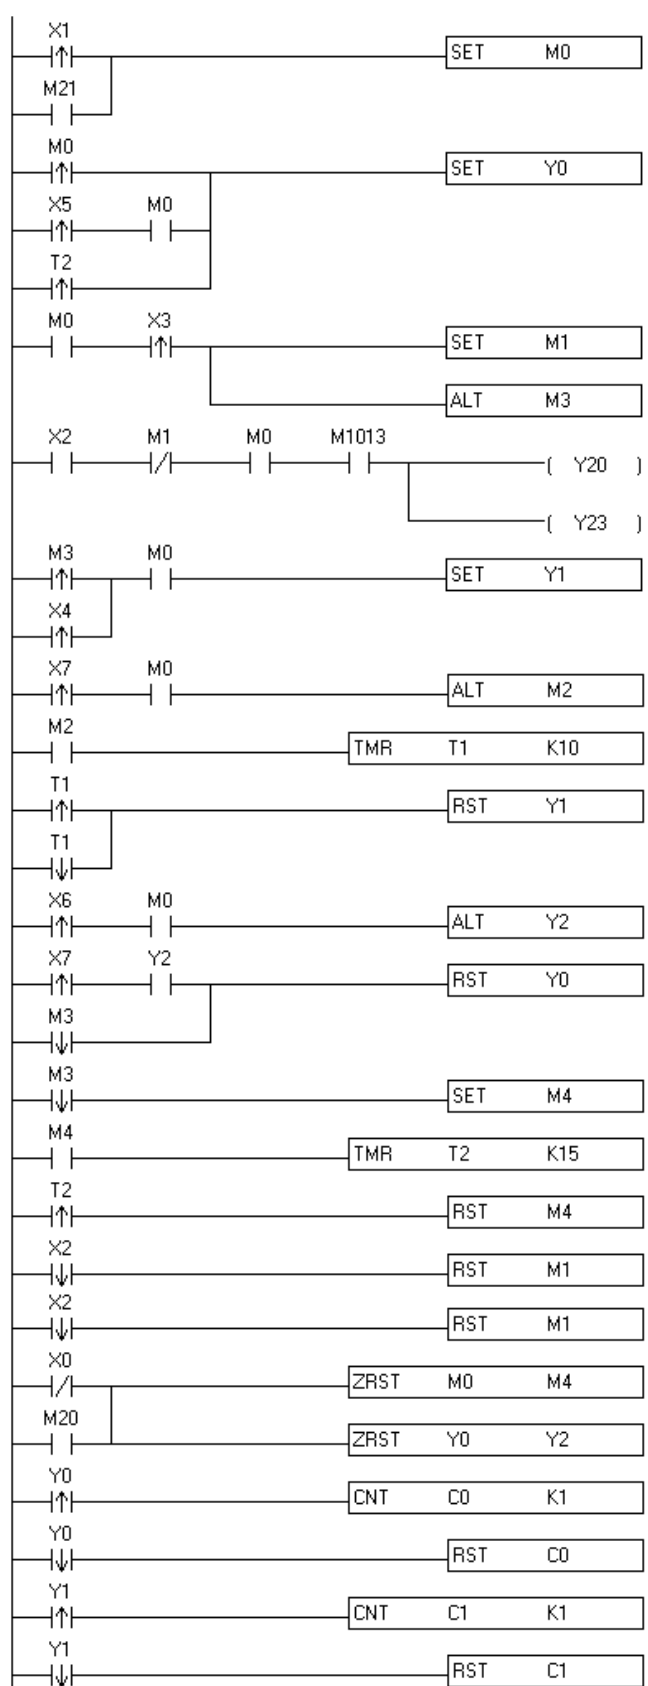 X1
SET M0
M21
M0
SET Y0
X5 M0
T2
M0 X3
SET M1
ALT M3
X2 M1 M0 M1013
( Y20 )
( Y23 )
M3 M0
SET Y1
X4
X7 M0
ALT M2
M2
TMR T1 K10
T1
RST Y1
T1
X6 M0
ALT Y2
X7 Y2
RST Y0
M3
M3
SET M4
M4
TMR T2 K15
T2
RST M4
X2
RST M1
X2
RST M1
X0
ZRST M0 M4
M20
ZRST Y0 Y2
Y0
CNT C0 K1
Y0
RST C0
Y1
CNT C1 K1
Y1
RST C1